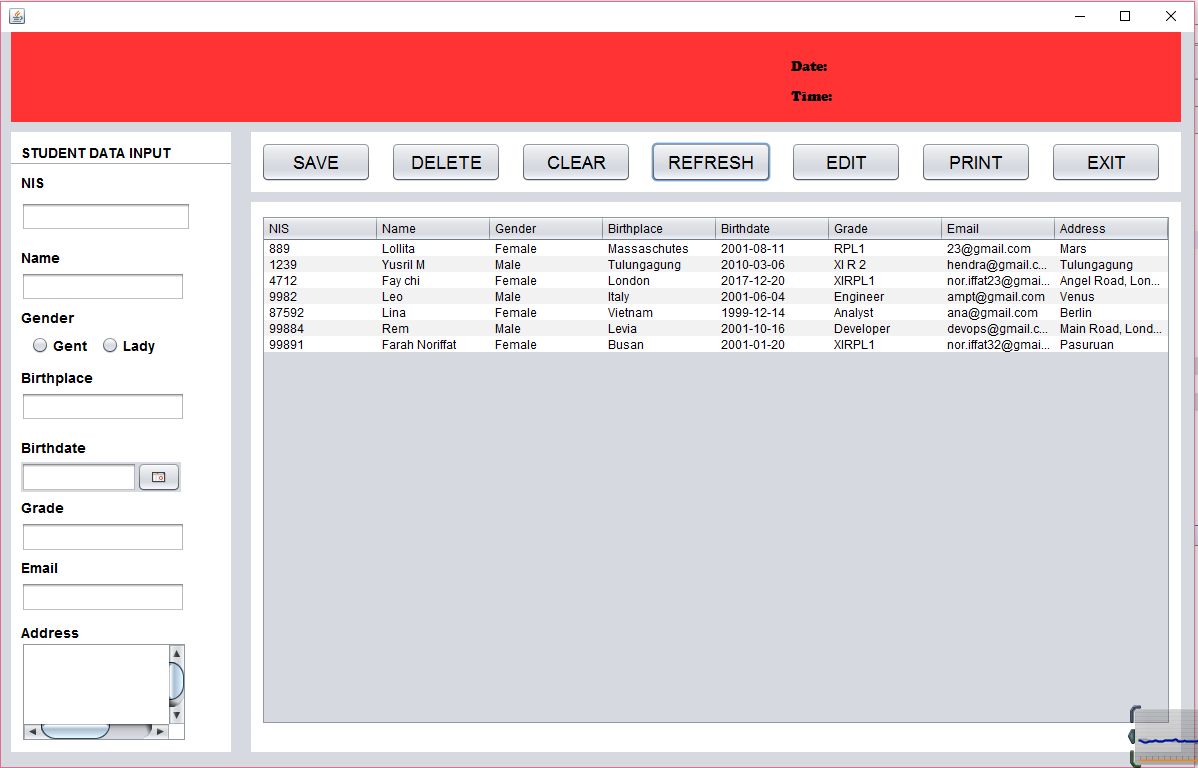 Date:
Time:
STUDENT DATA INPUT
NIS
Name
Gender
Gent Lady
Birthplace
Birthdate
Grade
Email
Address
SAVE DELETE CLEAR REFRESH EDIT PRINT EXIT
NIS Name Gender Birthplace Birthdate Grade Email Address
889 Lollita Female Massaschutes 2001-08-11 RPL1 23@gmail.com Mars
1239 Yusril M Male Tulungagung 2010-03-06 XI R 2 hendra@gmail.c... Tulungagung
4712 Fay chi Female London 2017-12-20 XIRPL1 nor.iffat23@gmai... Angel Road, Lon...
9982 Leo Male Italy 2001-06-04 Engineer ampt@gmail.com Venus
87592 Lina Female Vietnam 1999-12-14 Analyst ana@gmail.com Berlin
99884 Rem Male Levia 2001-10-16 Developer devops@gmail.c... Main Road, Lond...
99891 Farah Noriffat Female Busan 2001-01-20 XIRPL1 nor.iffat32@gmai... Pasuruan